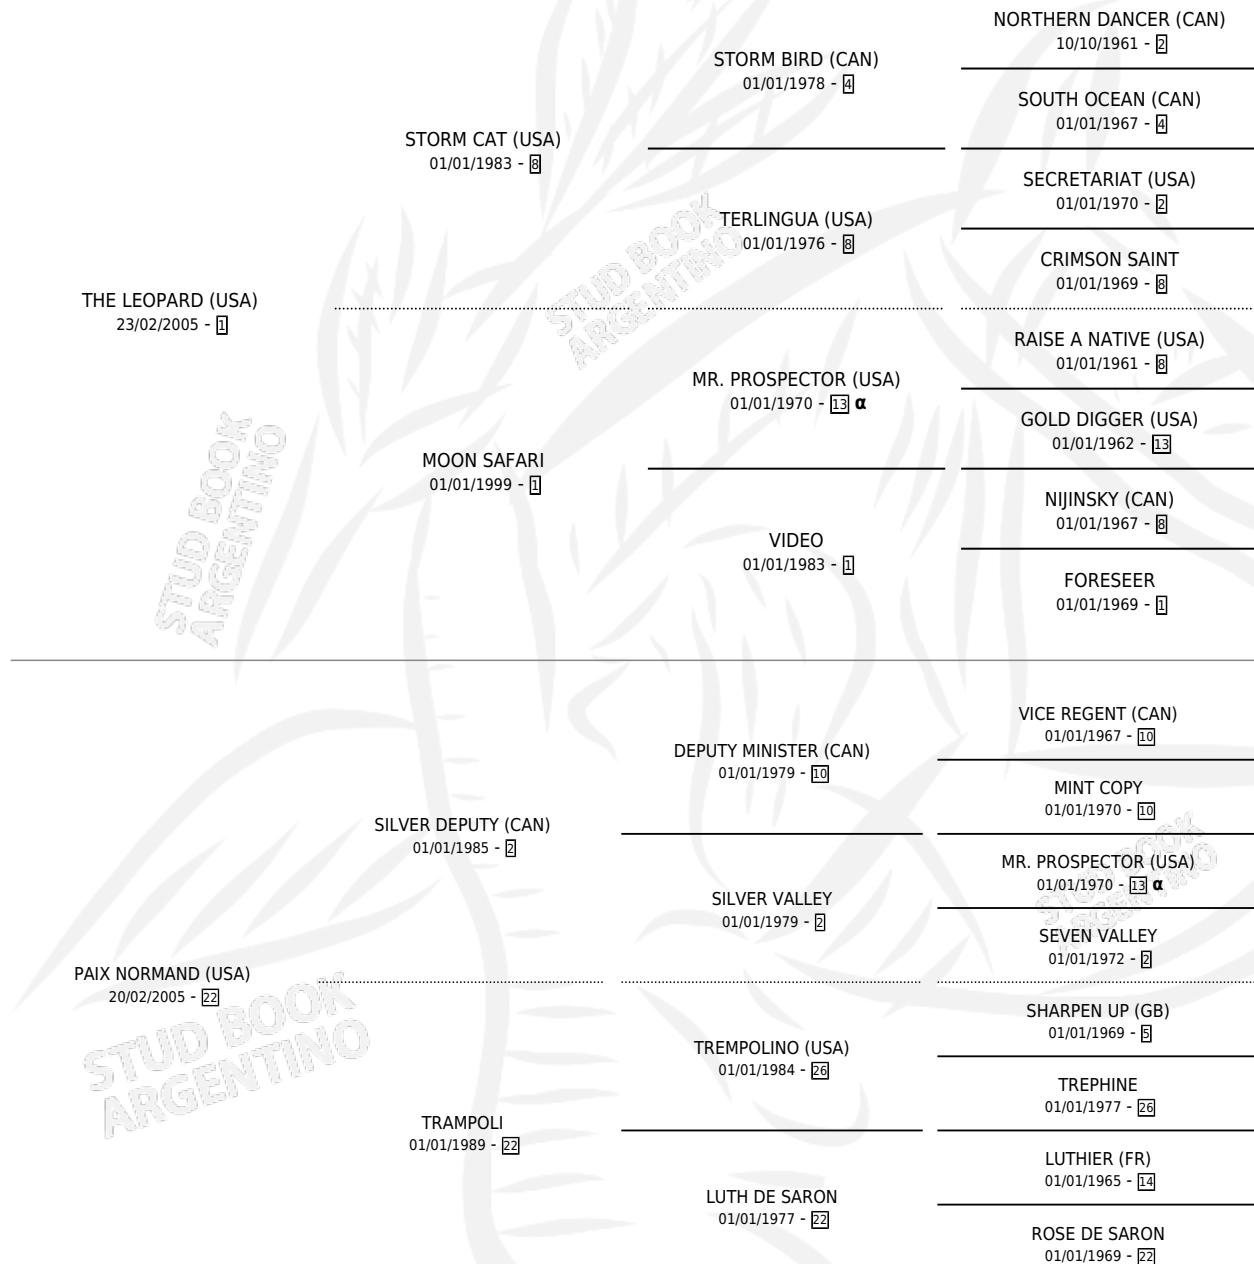 NORTHERN DANCER (CAN)
10/10/1961 - 2
STORM BIRD (CAN)
01/01/1978 - 4
SOUTH OCEAN (CAN)
01/01/1967 - 4
STORM CAT (USA)
01/01/1983 - 8
SECRETARIAT (USA)
01/01/1970 - 2
TERLINGUA (USA)
01/01/1976 - 8
CRIMSON SAINT
01/01/1969 - 8
THE LEOPARD (USA)
23/02/2005 - 1
RAISE A NATIVE (USA)
01/01/1961 - 8
MR. PROSPECTOR (USA)
01/01/1970 - 13 α
GOLD DIGGER (USA)
01/01/1962 - 13
MOON SAFARI
01/01/1999 - 1
NIJINSKY (CAN)
01/01/1967 - 8
VIDEO
01/01/1983 - 1
FORESEER
01/01/1969 - 1
VICE REGENT (CAN)
01/01/1967 - 10
DEPUTY MINISTER (CAN)
01/01/1979 - 10
MINT COPY
01/01/1970 - 10
SILVER DEPUTY (CAN)
01/01/1985 - 2
MR. PROSPECTOR (USA)
01/01/1970 - 13 α
SILVER VALLEY
01/01/1979 - 2
SEVEN VALLEY
01/01/1972 - 2
PAIX NORMAND (USA)
20/02/2005 - 22
SHARPEN UP (GB)
01/01/1969 - 5
TREMPOLINO (USA)
01/01/1984 - 26
TREPHINE
01/01/1977 - 26
TRAMPOLI
01/01/1989 - 22
LUTHIER (FR)
01/01/1965 - 14
LUTH DE SARON
01/01/1977 - 22
ROSE DE SARON
01/01/1969 - 22
STUD BOOK
ARGENTINO
STUD BOOK
ARGENTINO
STUD BOOK
ARGENTINO
STUD BOOK
ARGENTINO